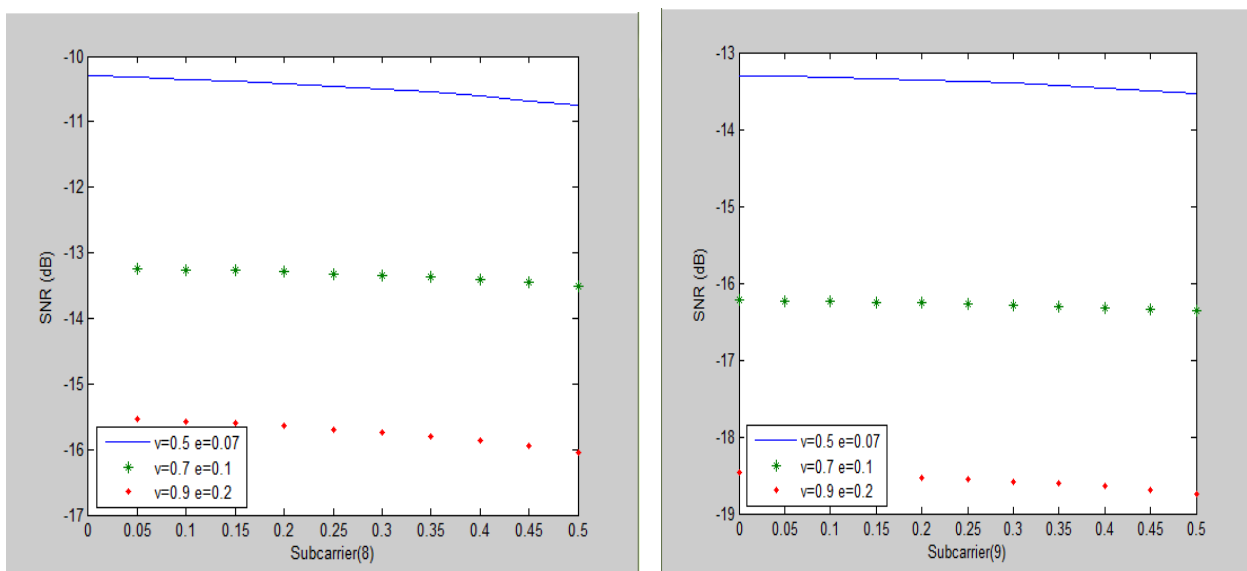 -10
-11
-12
-13
-14
-15
-16
-17
SNR (dB)
v=0.5 e=0.07
v=0.7 e=0.1
v=0.9 e=0.2
0 0.05 0.1 0.15 0.2 0.25 0.3 0.35 0.4 0.45 0.5
Subcarrier(8)
-13
-14
-15
-16
-17
-18
-19
SNR (dB)
v=0.5 e=0.07
v=0.7 e=0.1
v=0.9 e=0.2
0 0.05 0.1 0.15 0.2 0.25 0.3 0.35 0.4 0.45 0.5
Subcarrier(9)